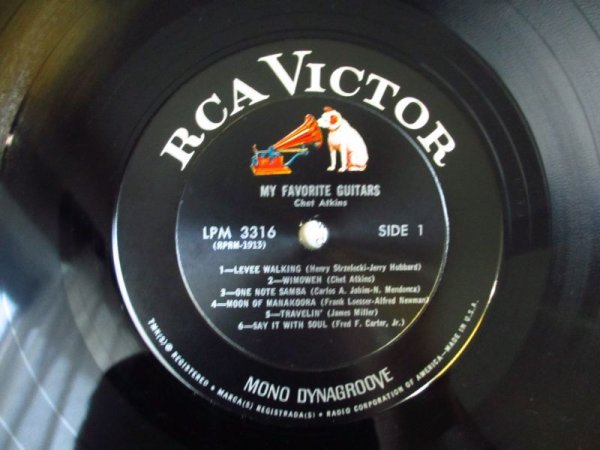 RCA VICTOR
MY FAVORITE GUITARS
Chet Atkins
LPM 3316
(RPRM-1913)
SIDE 1
1—LEVEE WALKING (Henry Strzelecki-Jerry Hubbard)
2—WIMOWEH (Chet Atkins)
3—ONE NOTE SAMBA (Carlos A. Jobim-N. Mendonca)
4—MOON OF MANAKOORA (Frank Loesser-Alfred Newman)
5—TRAVELIN' (James Miller)
6—SAY IT WITH SOUL (Fred F. Carter, Jr.)
MONO DYNAGROOVE
TMK(S) ® REGISTERED • MARCA(S) REGISTRADA(S) • RADIO CORPORATION OF AMERICA—MADE IN U.S.A.